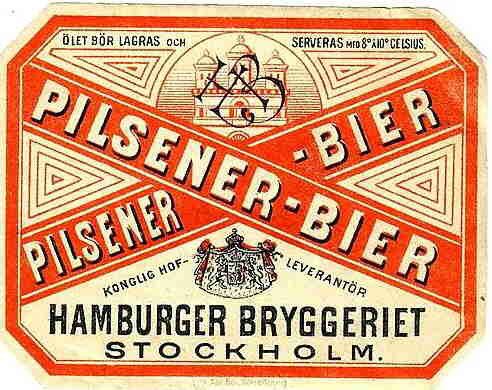 ÖLET BÖR LAGRAS OCH SERVERAS MED 8° À 10° CELSIUS.
HB
PILSENER-BIER
PILSENER-BIER
KONGLIG HOF-LEVERANTÖR
HAMBURGER BRYGGERIET
STOCKHOLM.